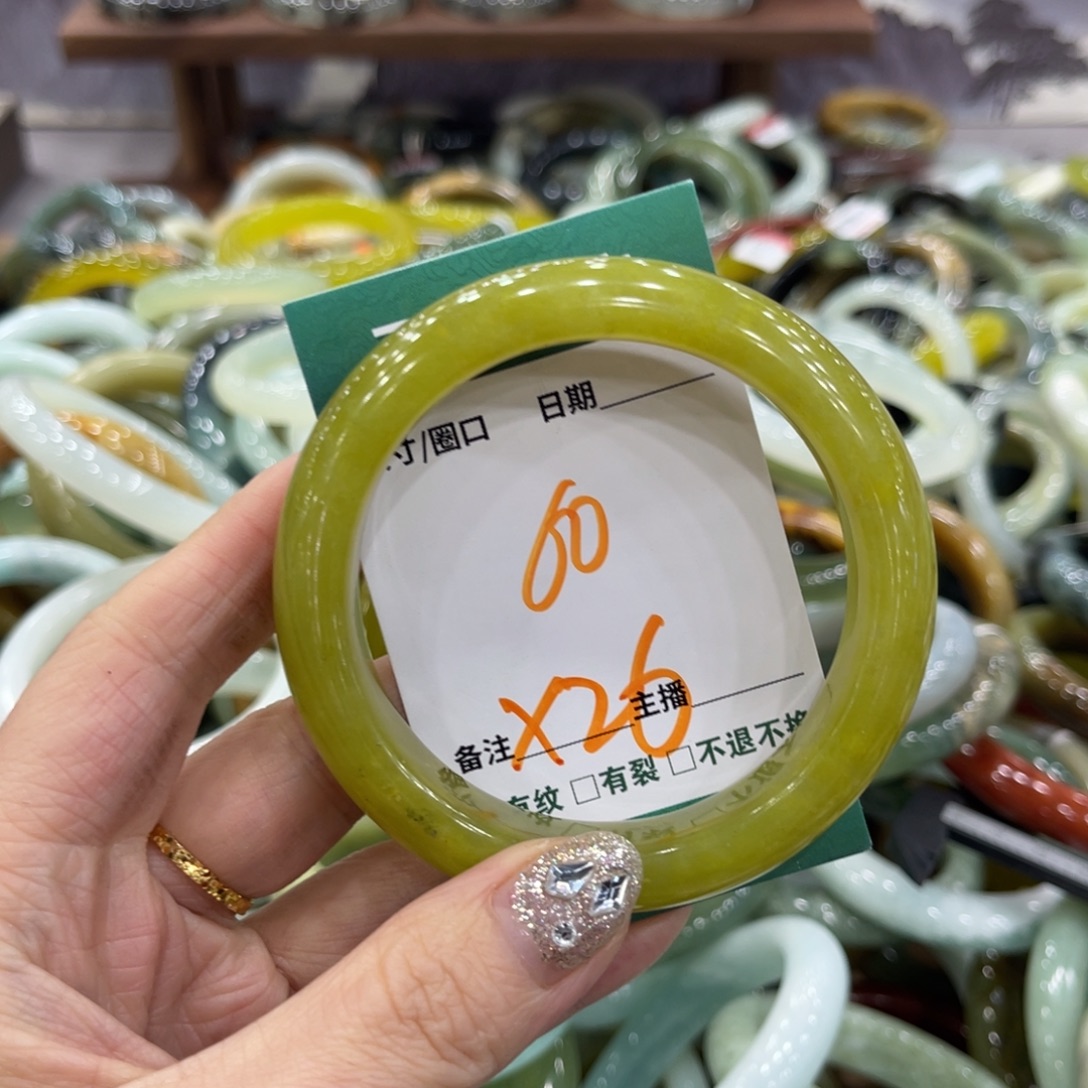 寸/圈口 日期
60
X26
备注 主播
有纹 □有裂 □不退不换